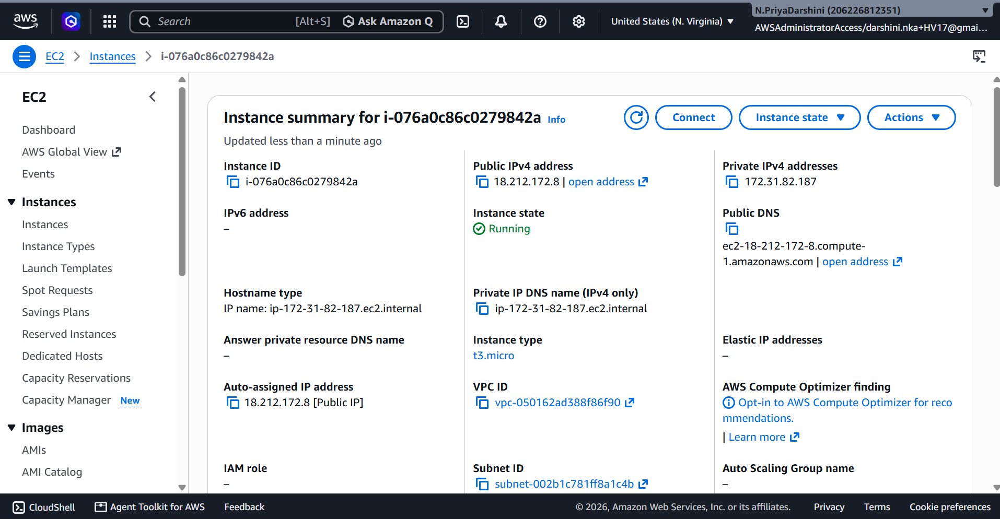 aws
Search [Alt+S] Ask Amazon Q
United States (N. Virginia)
N.PriyaDarshini (206226812351)
AWSAdministratorAccess/darshini.nka+HV17@gmai...
EC2 Instances i-076a0c86c0279842a
EC2
Dashboard
AWS Global View
Events
Instances
Instances
Instance Types
Launch Templates
Spot Requests
Savings Plans
Reserved Instances
Dedicated Hosts
Capacity Reservations
Capacity Manager New
Images
AMIs
AMI Catalog
Instance summary for i-076a0c86c0279842a Info
Connect
Instance state
Actions
Updated less than a minute ago
Instance ID
i-076a0c86c0279842a
Public IPv4 address
18.212.172.8 | open address
Private IPv4 addresses
172.31.82.187
IPv6 address
–
Instance state
Running
Public DNS
ec2-18-212-172-8.compute-
1.amazonaws.com | open address
Hostname type
IP name: ip-172-31-82-187.ec2.internal
Private IP DNS name (IPv4 only)
ip-172-31-82-187.ec2.internal
Answer private resource DNS name
–
Instance type
t3.micro
Elastic IP addresses
–
Auto-assigned IP address
18.212.172.8 [Public IP]
VPC ID
vpc-050162ad388f86f90
AWS Compute Optimizer finding
Opt-in to AWS Compute Optimizer for reco
mmendations.
| Learn more
IAM role
–
Subnet ID
subnet-002b1c781ff8a1c4b
Auto Scaling Group name
–
CloudShell
Agent Toolkit for AWS
Feedback
© 2026, Amazon Web Services, Inc. or its affiliates.
Privacy
Terms
Cookie preferences